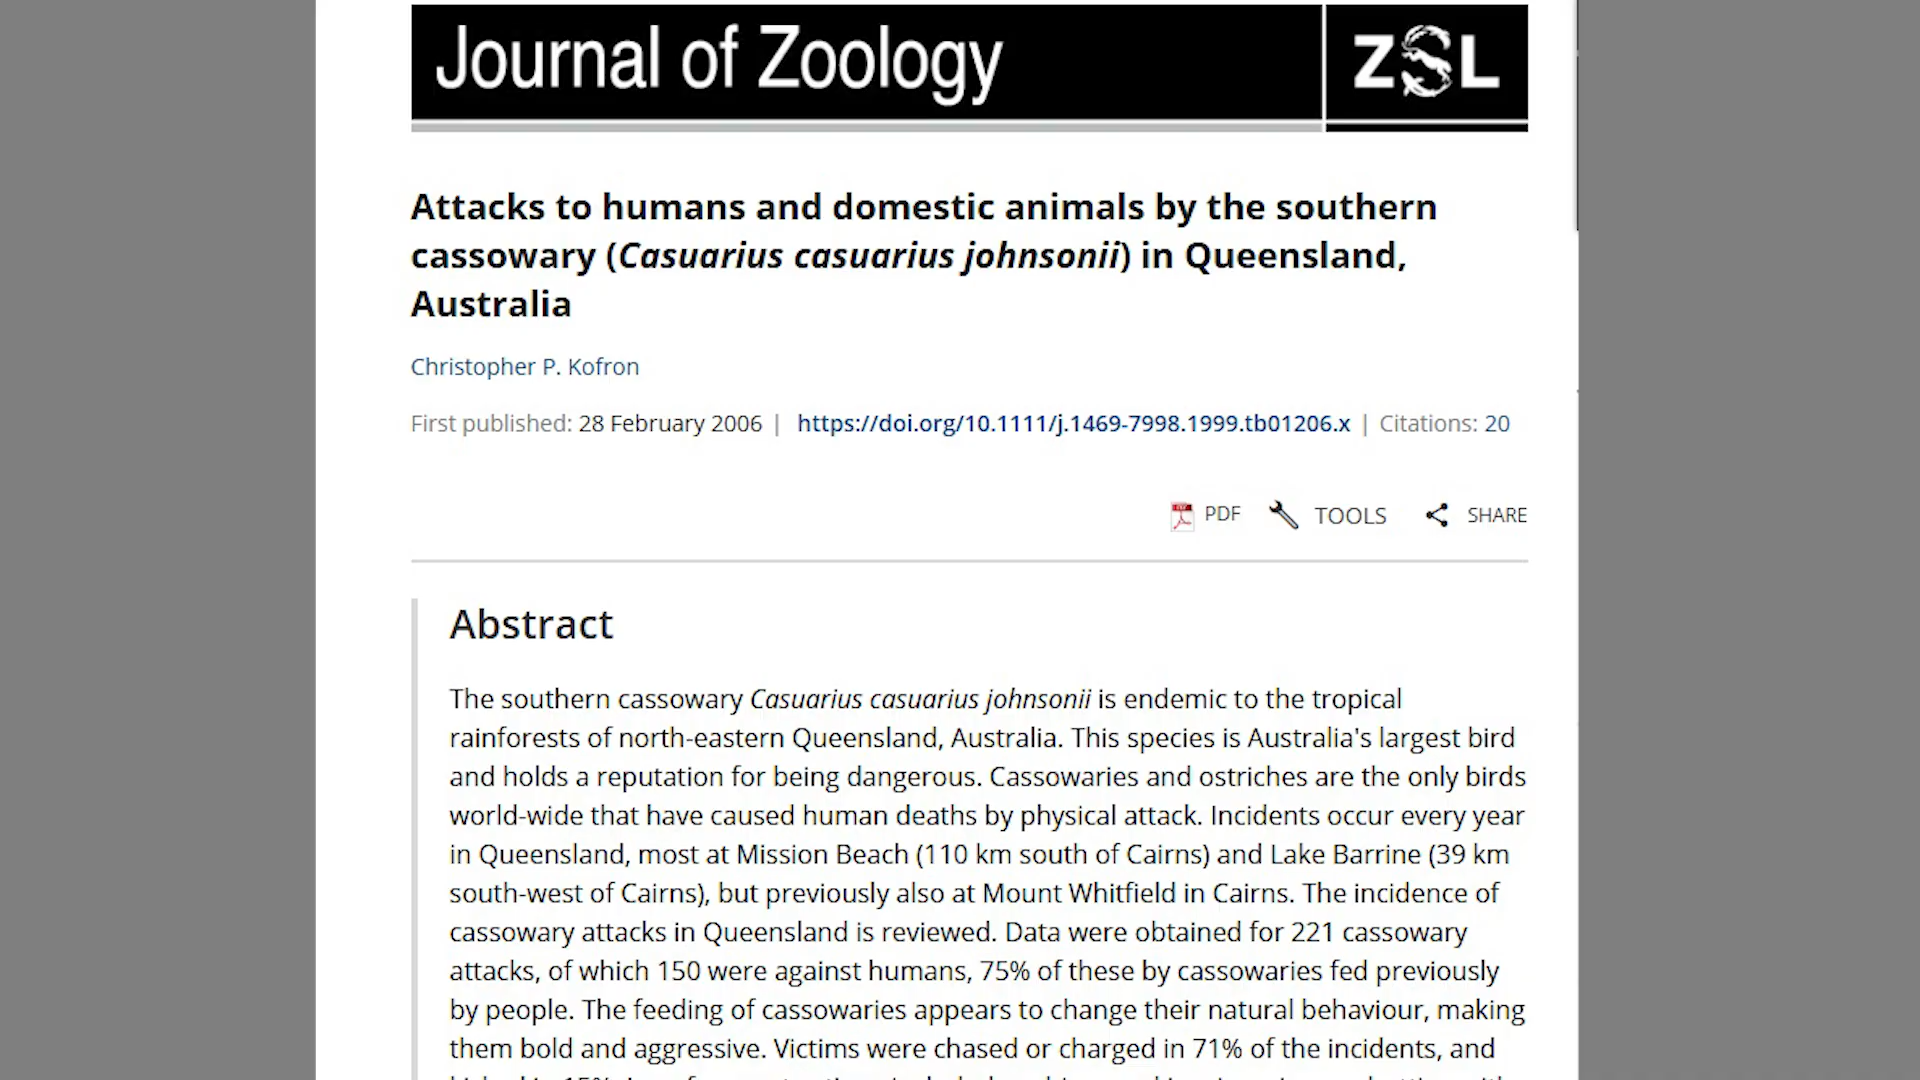 Journal of Zoology
ZSL
Attacks to humans and domestic animals by the southern
cassowary (Casuarius casuarius johnsonii) in Queensland,
Australia
Christopher P. Kofron
First published: 28 February 2006 | https://doi.org/10.1111/j.1469-7998.1999.tb01206.x | Citations: 20
PDF TOOLS SHARE
Abstract
The southern cassowary Casuarius casuarius johnsonii is endemic to the tropical
rainforests of north-eastern Queensland, Australia. This species is Australia's largest bird
and holds a reputation for being dangerous. Cassowaries and ostriches are the only birds
world-wide that have caused human deaths by physical attack. Incidents occur every year
in Queensland, most at Mission Beach (110 km south of Cairns) and Lake Barrine (39 km
south-west of Cairns), but previously also at Mount Whitfield in Cairns. The incidence of
cassowary attacks in Queensland is reviewed. Data were obtained for 221 cassowary
attacks, of which 150 were against humans, 75% of these by cassowaries fed previously
by people. The feeding of cassowaries appears to change their natural behaviour, making
them bold and aggressive. Victims were chased or charged in 71% of the incidents, and